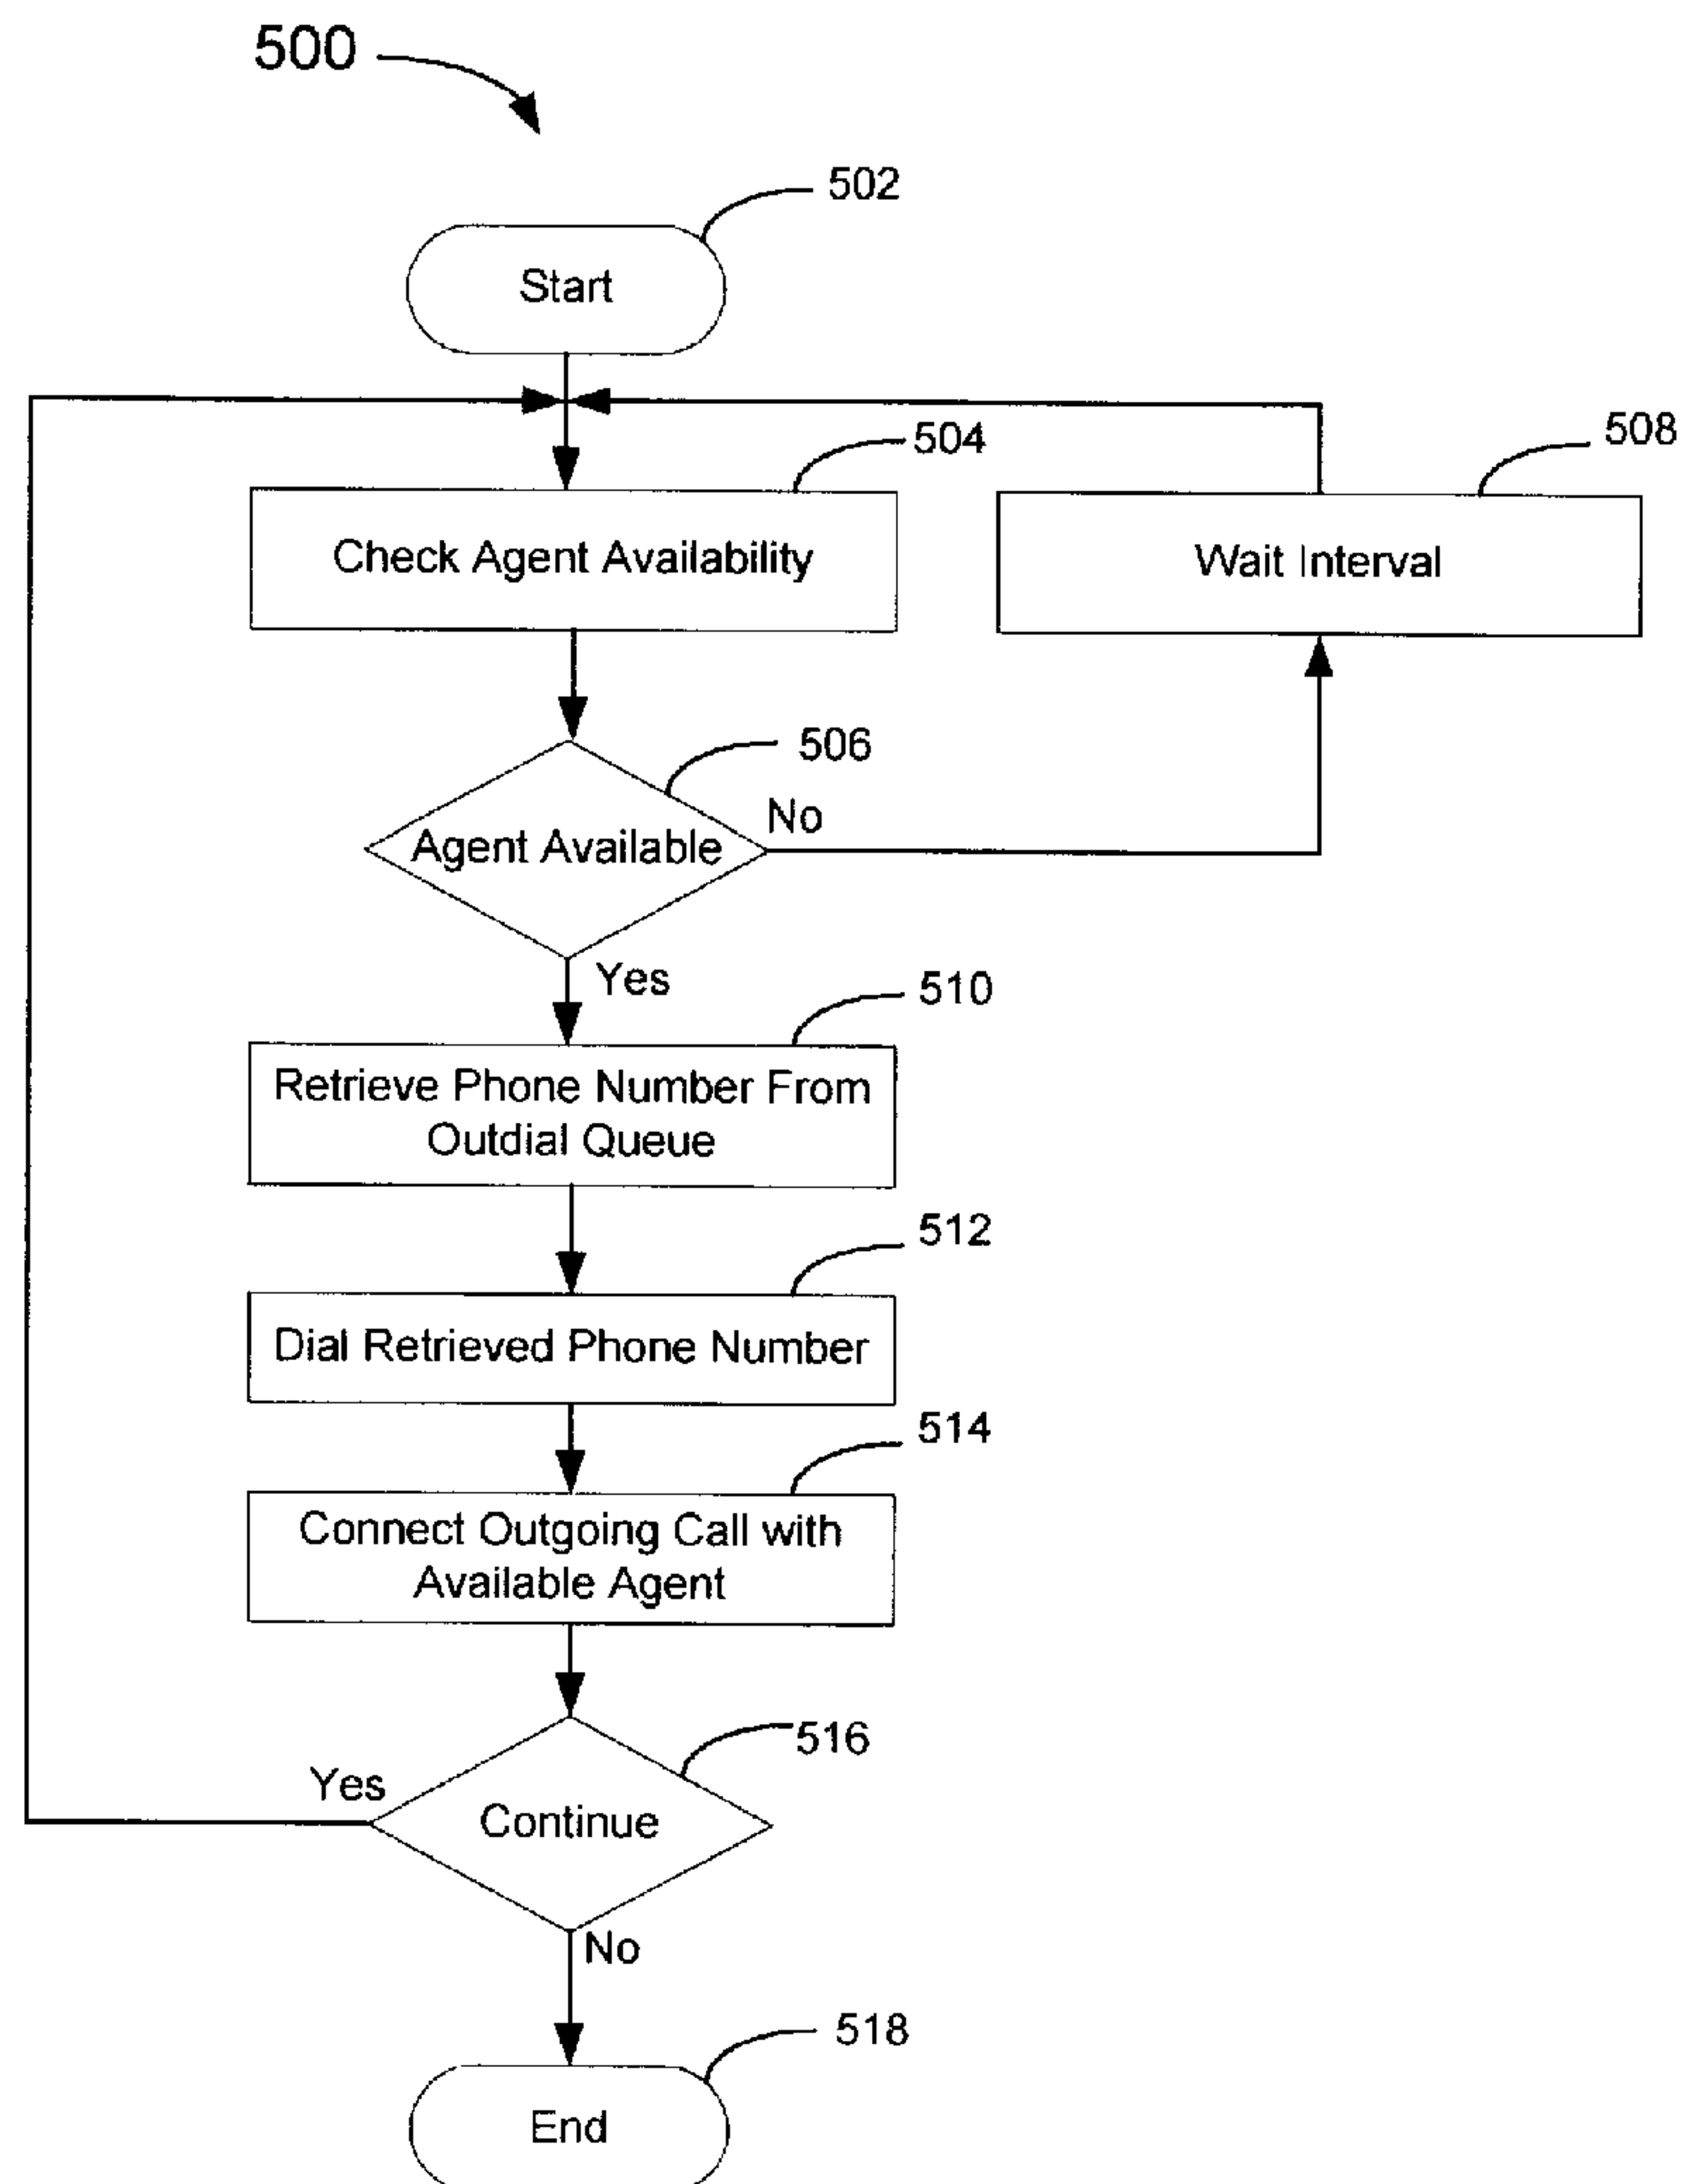 500
502
Start
504
508
Check Agent Availability
Wait Interval
506
Agent Available
No
Yes
510
Retrieve Phone Number From
Outdial Queue
512
Dial Retrieved Phone Number
514
Connect Outgoing Call with
Available Agent
516
Yes
Continue
No
518
End